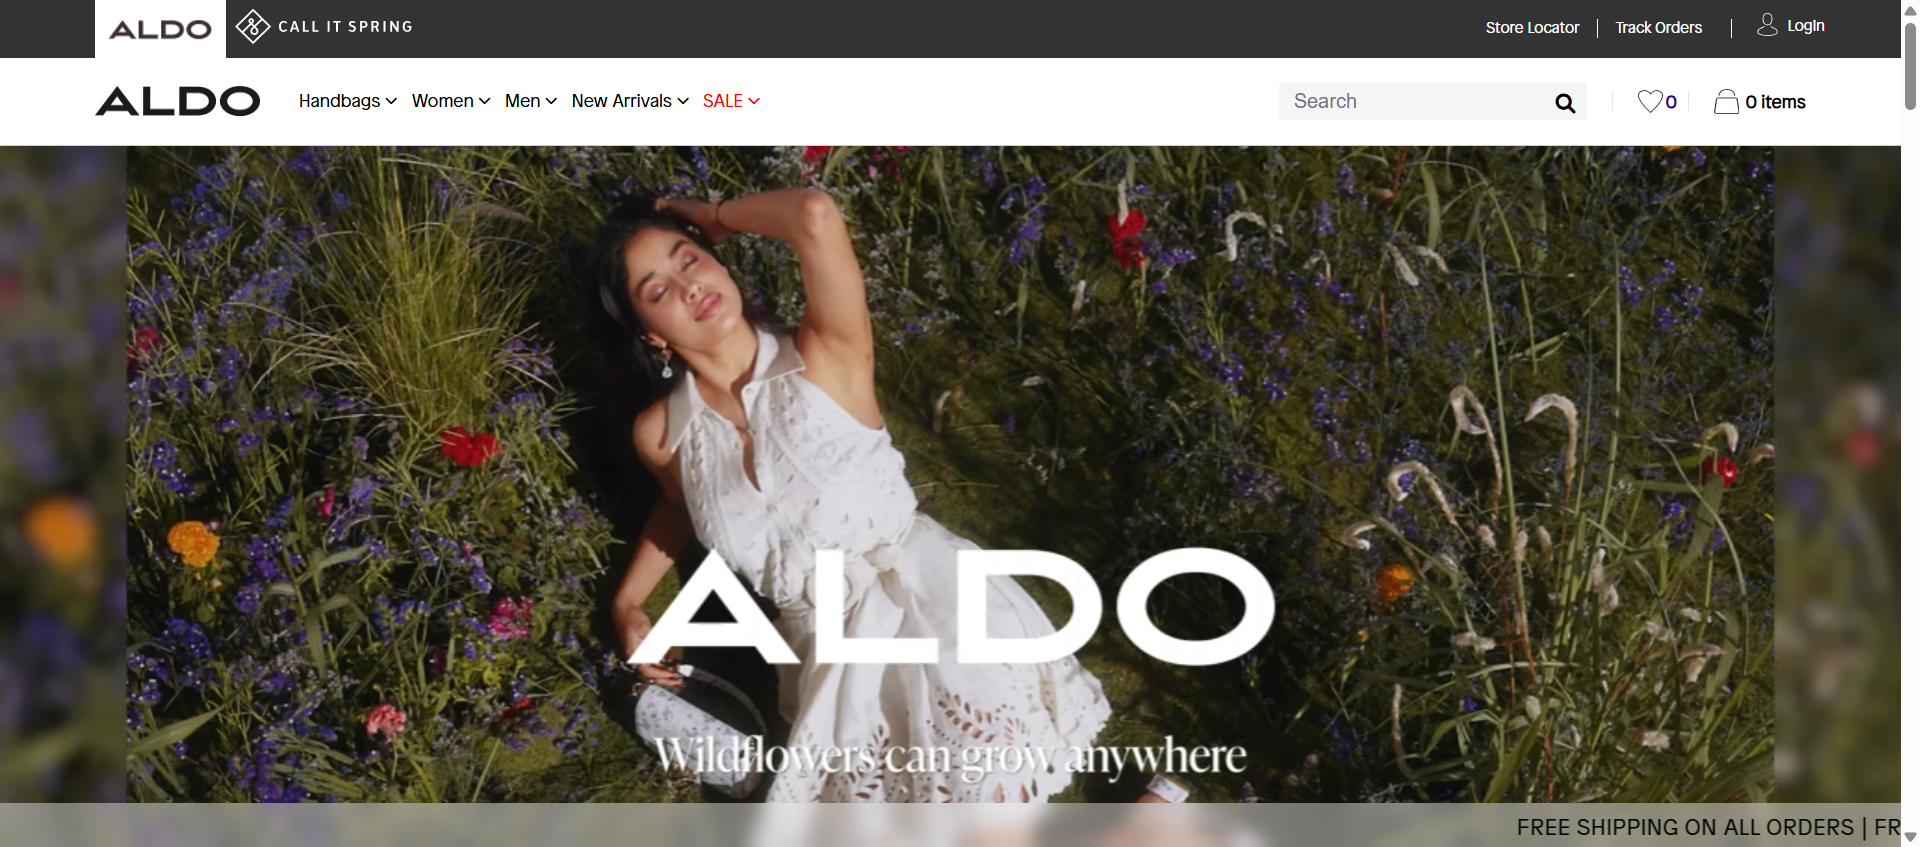 ALDO CALL IT SPRING Store Locator | Track Orders | Login
ALDO Handbags Women Men New Arrivals SALE Search 0 0 items
ALDO
Wildflowers can grow anywhere
FREE SHIPPING ON ALL ORDERS | FR